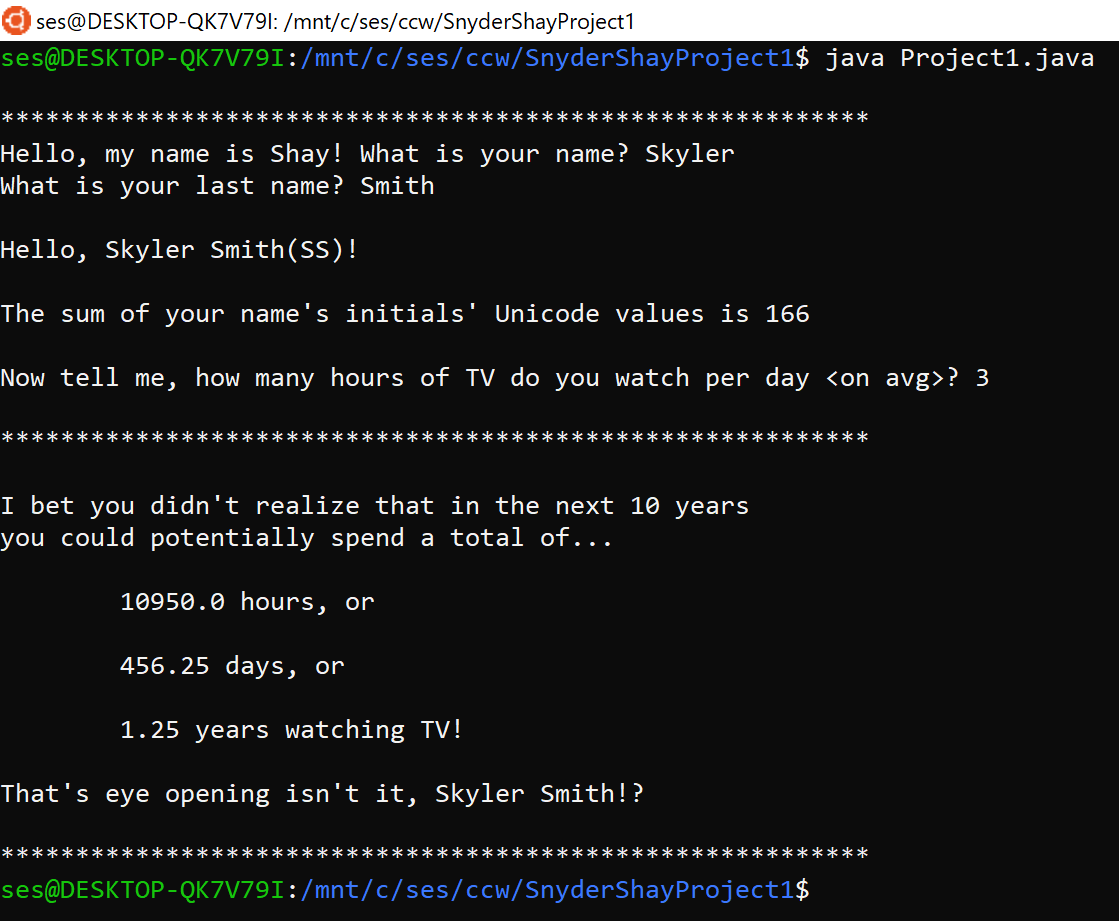 ses@DESKTOP-QK7V79I: /mnt/c/ses/ccw/SnyderShayProject1
ses@DESKTOP-QK7V79I:/mnt/c/ses/ccw/SnyderShayProject1$ java Project1.java
**********************************************************
Hello, my name is Shay! What is your name? Skyler
What is your last name? Smith
Hello, Skyler Smith(SS)!
The sum of your name's initials' Unicode values is 166
Now tell me, how many hours of TV do you watch per day <on avg>? 3
**********************************************************
I bet you didn't realize that in the next 10 years
you could potentially spend a total of...
10950.0 hours, or
456.25 days, or
1.25 years watching TV!
That's eye opening isn't it, Skyler Smith!?
**********************************************************
ses@DESKTOP-QK7V79I:/mnt/c/ses/ccw/SnyderShayProject1$